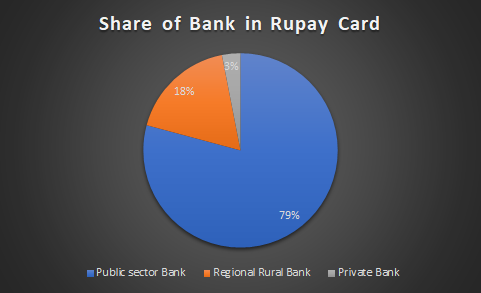 Share of Bank in Rupay Card
3%
18%
79%
Public sector Bank Regional Rural Bank Private Bank